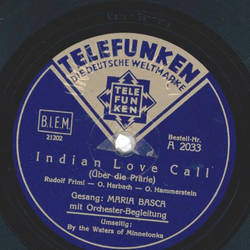 TELEFUNKEN
DIE DEUTSCHE WELTMARKE
TELE
FUN
KEN
B.I.E.M.
21202
Bestell-Nr.
A 2033
Indian Love Call
(Über die Prärie)
Rudolf Friml — O. Harbach — O. Hammerstein
Gesang: MARIA BASCA
mit Orchester-Begleitung
Umseitig:
By the Waters of Minnetonka